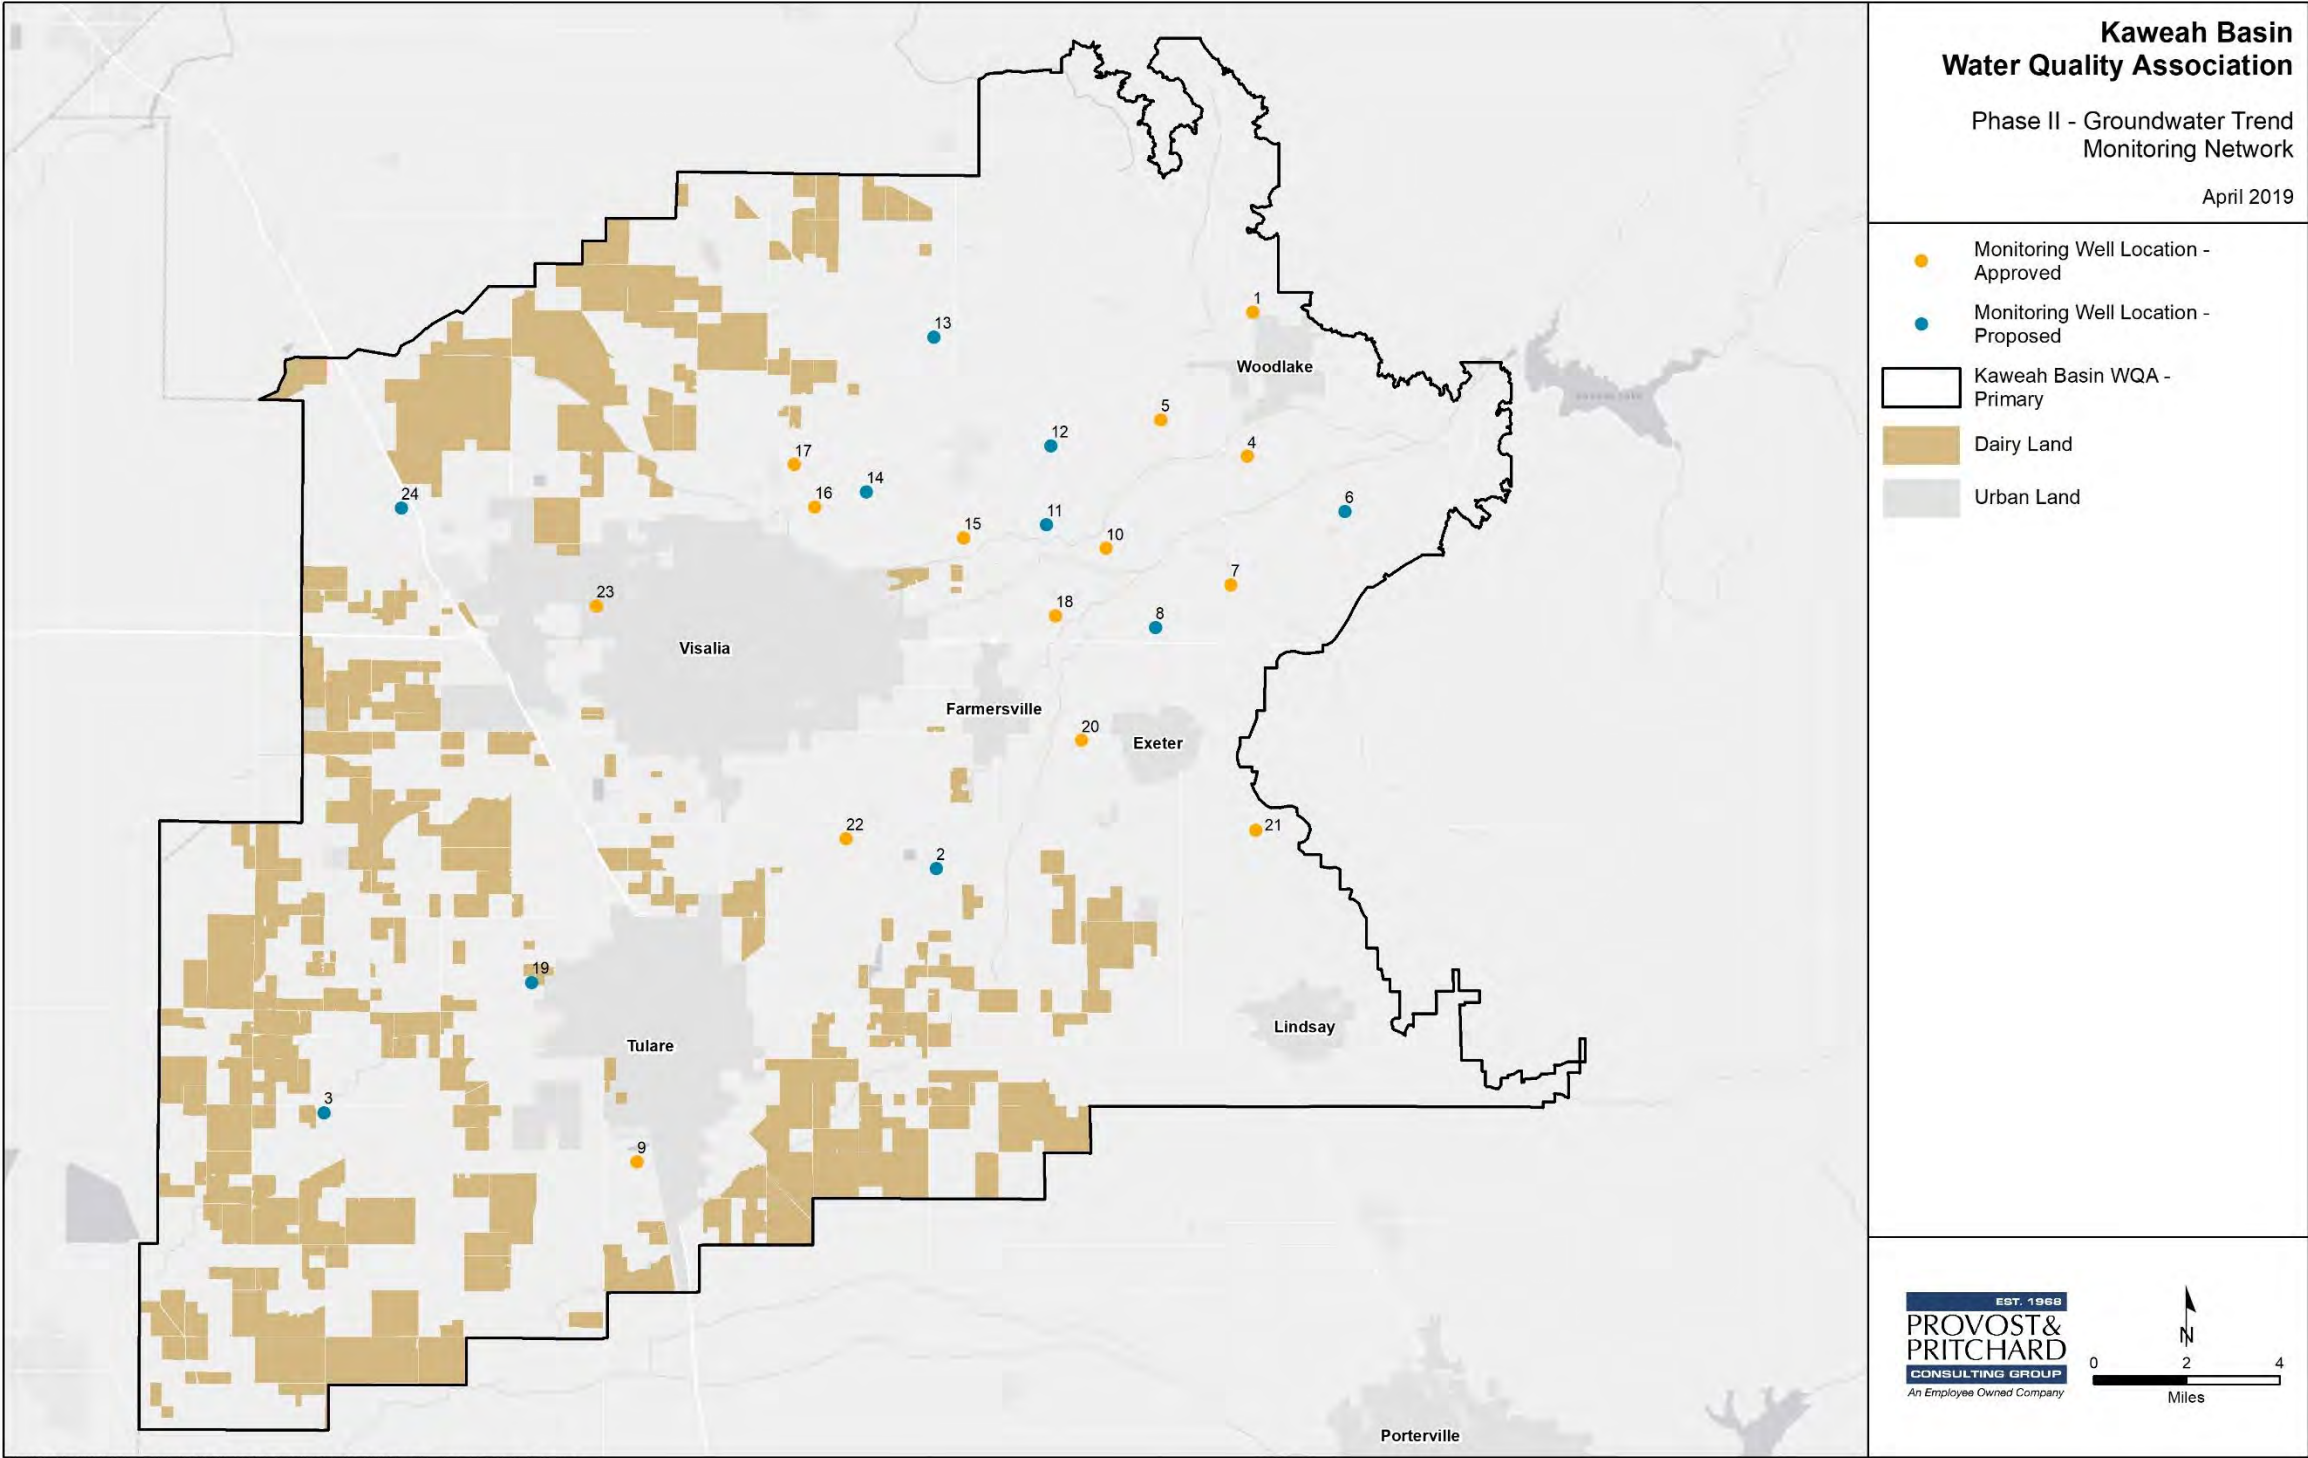 Kaweah Basin
Water Quality Association
Phase II - Groundwater Trend
Monitoring Network
April 2019
Monitoring Well Location -
Approved
Monitoring Well Location -
Proposed
Kaweah Basin WQA -
Primary
Dairy Land
Urban Land
1
13
Woodlake
5
12
4
17
14
24
16
6
11
15
10
7
23
18
8
Visalia
Farmersville
20
Exeter
22
21
2
19
Lindsay
Tulare
3
9
Porterville
EST. 1968
PROVOST&
PRITCHARD
CONSULTING GROUP
An Employee Owned Company
N
0 2 4
Miles